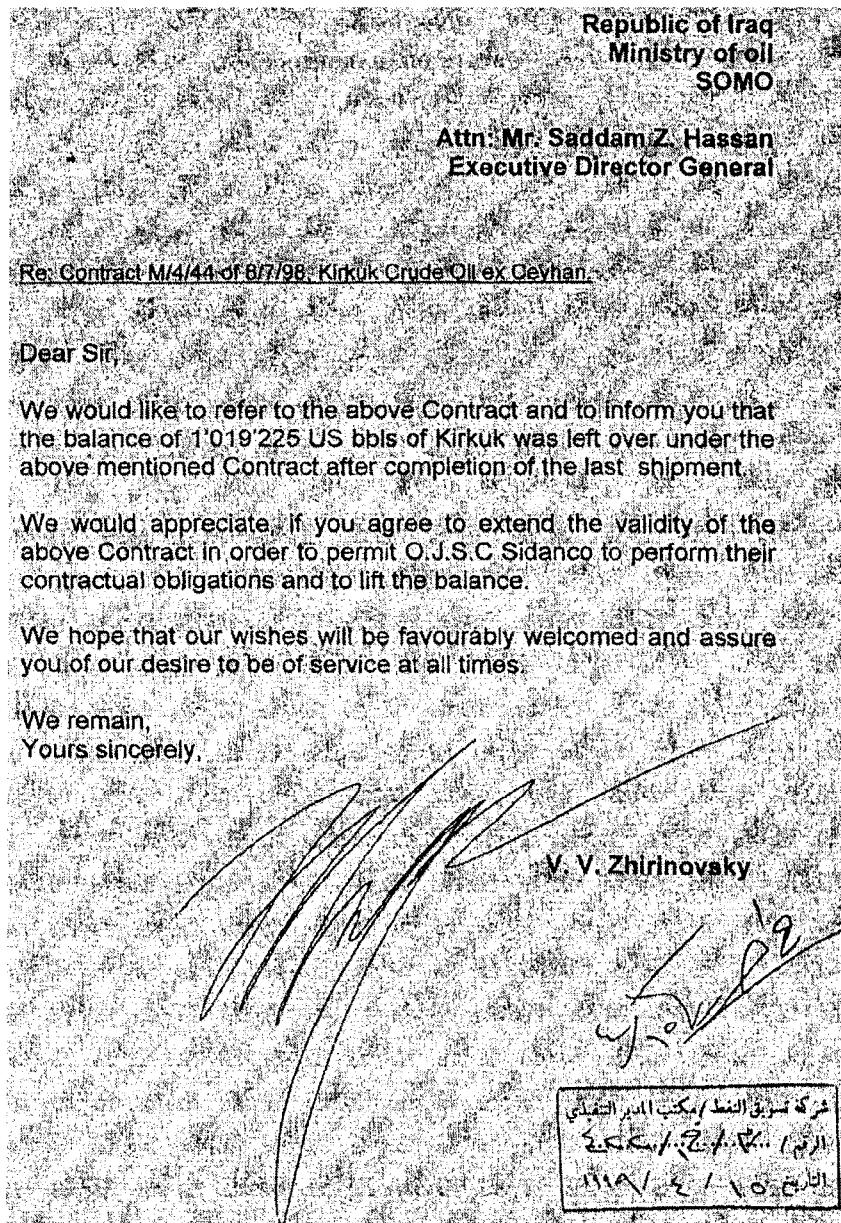 Republic of Iraq
Ministry of oil
SOMO
Attn: Mr. Saddam Z. Hassan
Executive Director General
Re: Contract M/4/44 of 8/7/98, Kirkuk Crude Oil ex Ceyhan.
Dear Sir,
We would like to refer to the above Contract and to inform you that
the balance of 1'019'225 US bbls of Kirkuk was left over under the
above mentioned Contract after completion of the last shipment.
We would appreciate, if you agree to extend the validity of the
above Contract in order to permit O.J.S.C Sidanco to perform their
contractual obligations and to lift the balance.
We hope that our wishes will be favourably welcomed and assure
you of our desire to be of service at all times.
We remain,
Yours sincerely,
V. V. Zhirinovsky
شركة تسويق النفط / مكتب المدير التنفيذي
الرقم /
التاريخ ١٥ / ٤ /